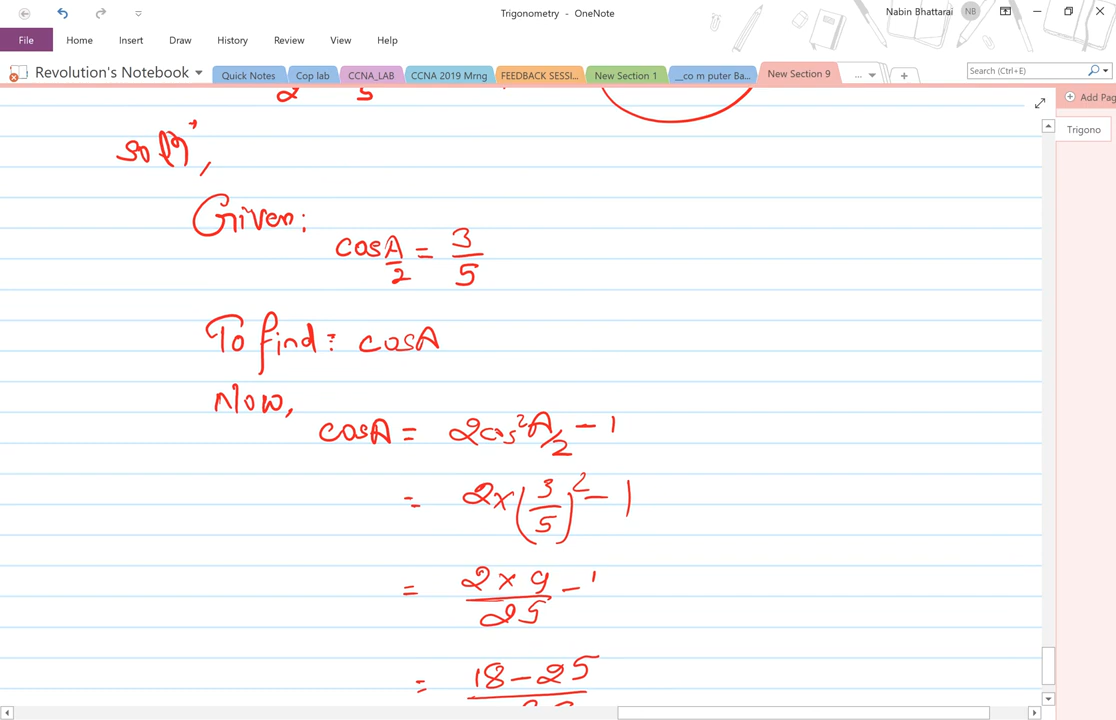 Trigonometry - OneNote
Nabin Bhattarai NB
File Home Insert Draw History Review View Help
Revolution's Notebook
Quick Notes Cop lab CCNA_LAB CCNA 2019 Mrng FEEDBACK SESSI... New Section 1 __co m puter Ba... New Section 9 ...
Search (Ctrl+E)
Add Pag
Trigono
2 5
soln,
Given:
cosA/2 = 3/5
To find: cosA
Now,
cosA = 2cos²A/2 - 1
= 2×(3/5)² - 1
= 2 × 9/25 - 1
= 18 - 25